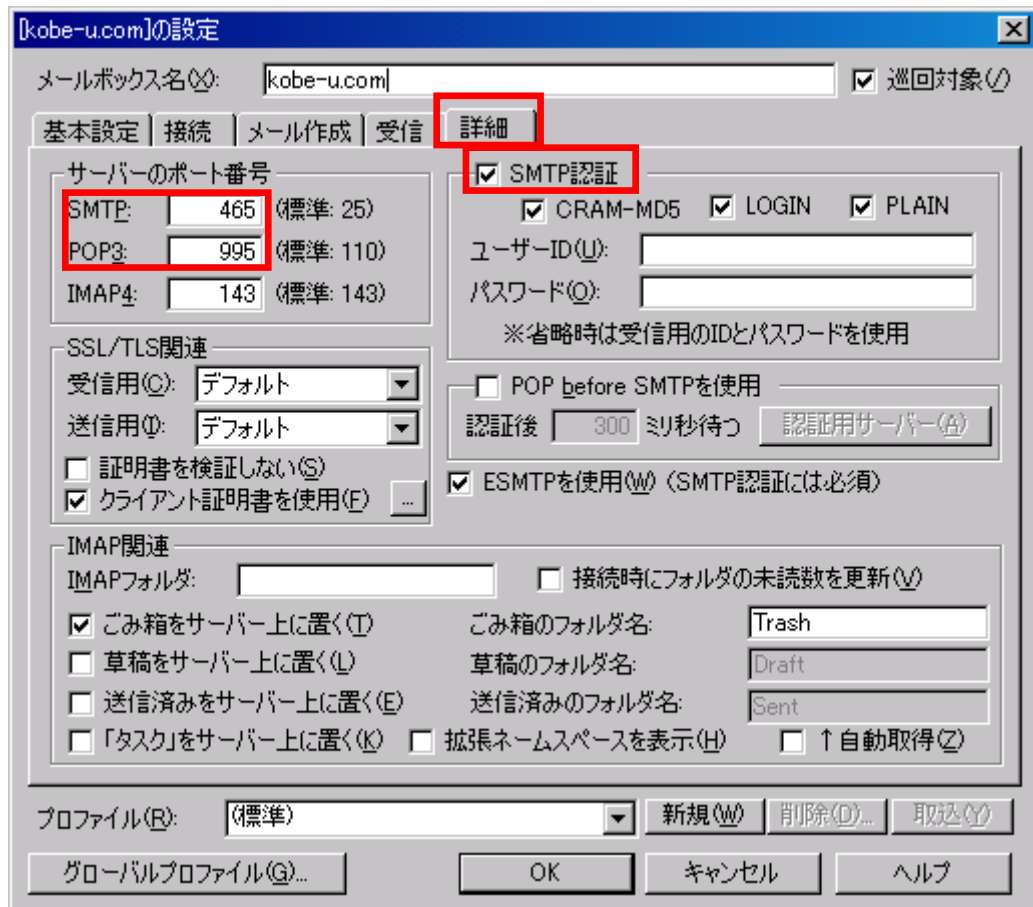 [kobe-u.com]の設定
メールボックス名(X): kobe-u.com 巡回対象(/)
基本設定 接続 メール作成 受信 詳細
サーバーのポート番号
SMTP: 465 (標準: 25)
POP3: 995 (標準: 110)
IMAP4: 143 (標準: 143)
SMTP認証
CRAM-MD5 LOGIN PLAIN
ユーザーID(U):
パスワード(O):
※省略時は受信用のIDとパスワードを使用
SSL/TLS関連
受信用(C): デフォルト
送信用(I): デフォルト
証明書を検証しない(S)
クライアント証明書を使用(F) ...
POP before SMTPを使用
認証後 300 ミリ秒待つ 認証用サーバー(A)
ESMTPを使用(W) (SMTP認証には必須)
IMAP関連
IMAPフォルダ: 接続時にフォルダの未読数を更新(V)
ごみ箱をサーバー上に置く(T) ごみ箱のフォルダ名: Trash
草稿をサーバー上に置く(L) 草稿のフォルダ名: Draft
送信済みをサーバー上に置く(E) 送信済みのフォルダ名: Sent
「タスク」をサーバー上に置く(K) 拡張ネームスペースを表示(H) ↑自動取得(Z)
プロファイル(R): (標準) 新規(W) 削除(D)... 取込(Y)
グローバルプロファイル(G)... OK キャンセル ヘルプ